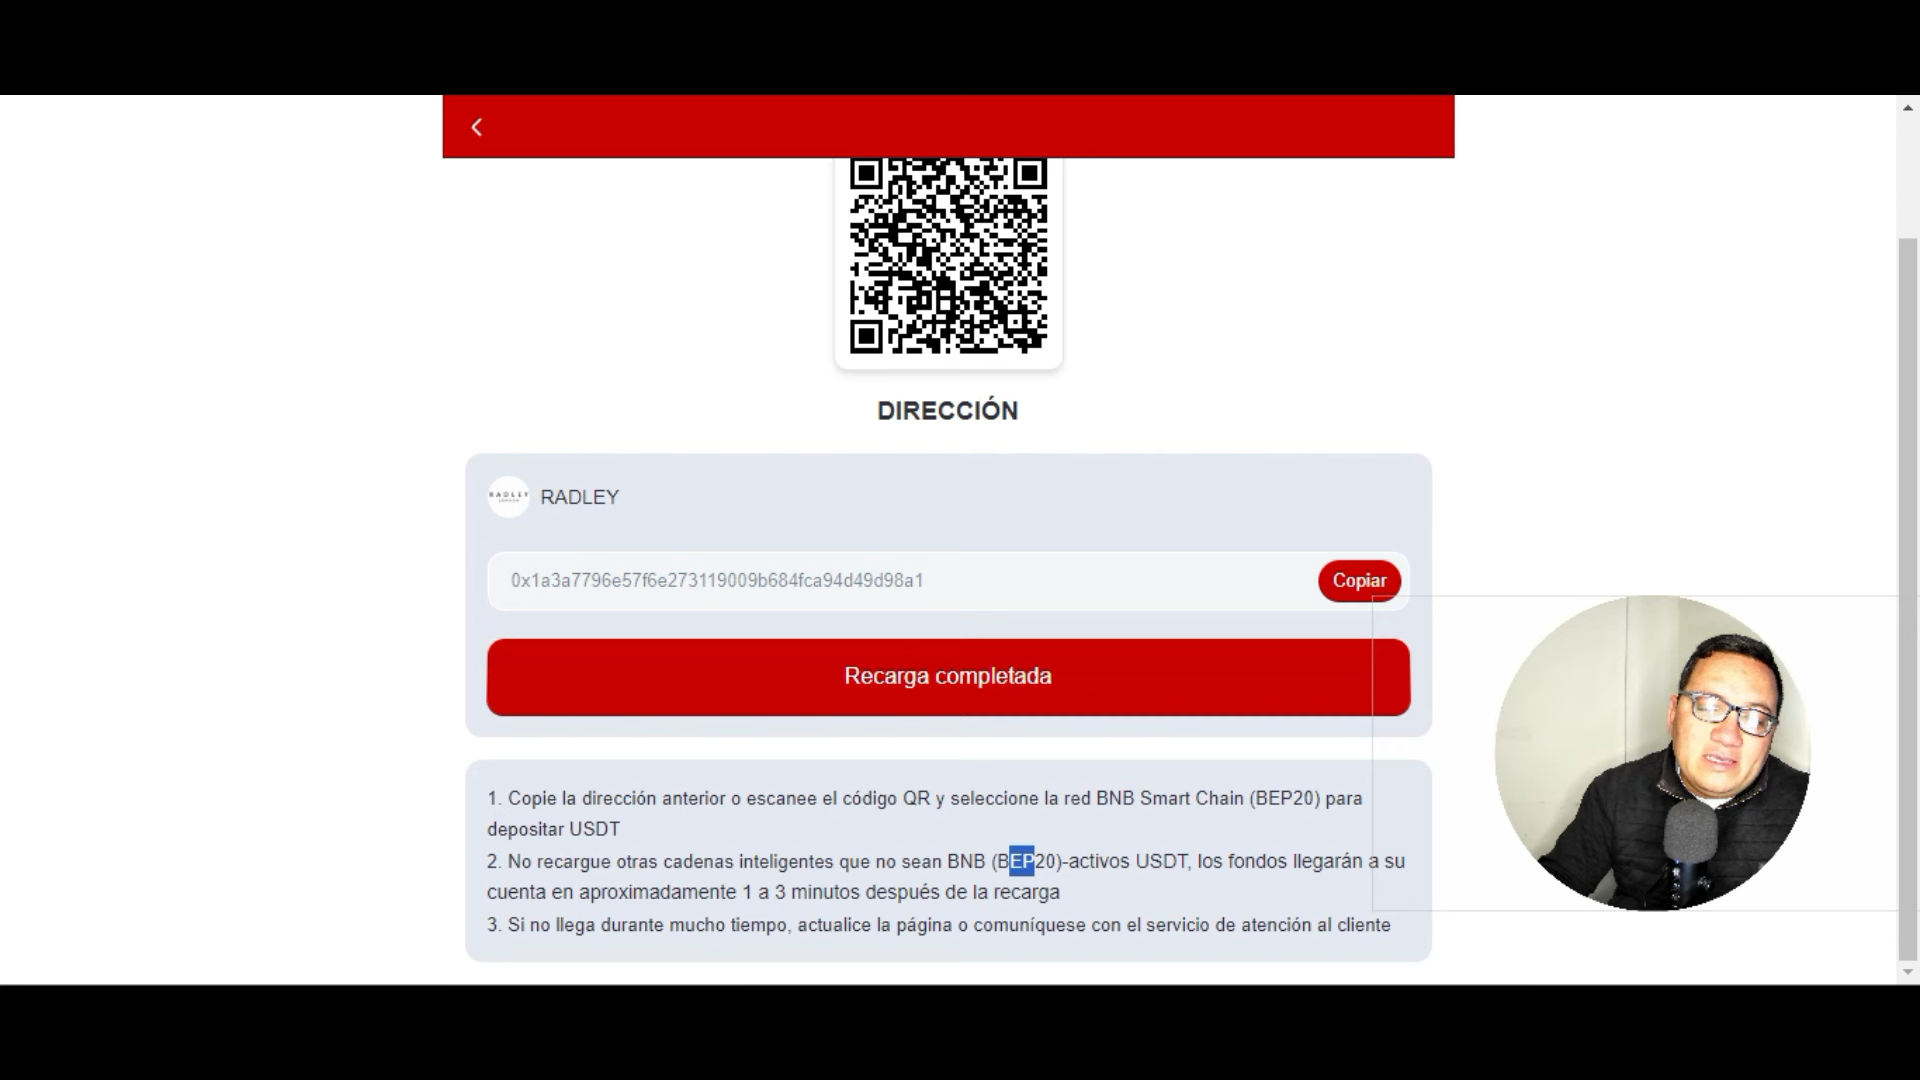 DIRECCIÓN
RADLEY
RADLEY
0x1a3a7796e57f6e273119009b684fca94d49d98a1
Copiar
Recarga completada
1. Copie la dirección anterior o escanee el código QR y seleccione la red BNB Smart Chain (BEP20) para
depositar USDT
2. No recargue otras cadenas inteligentes que no sean BNB (BEP20)-activos USDT, los fondos llegarán a su
cuenta en aproximadamente 1 a 3 minutos después de la recarga
3. Si no llega durante mucho tiempo, actualice la página o comuníquese con el servicio de atención al cliente